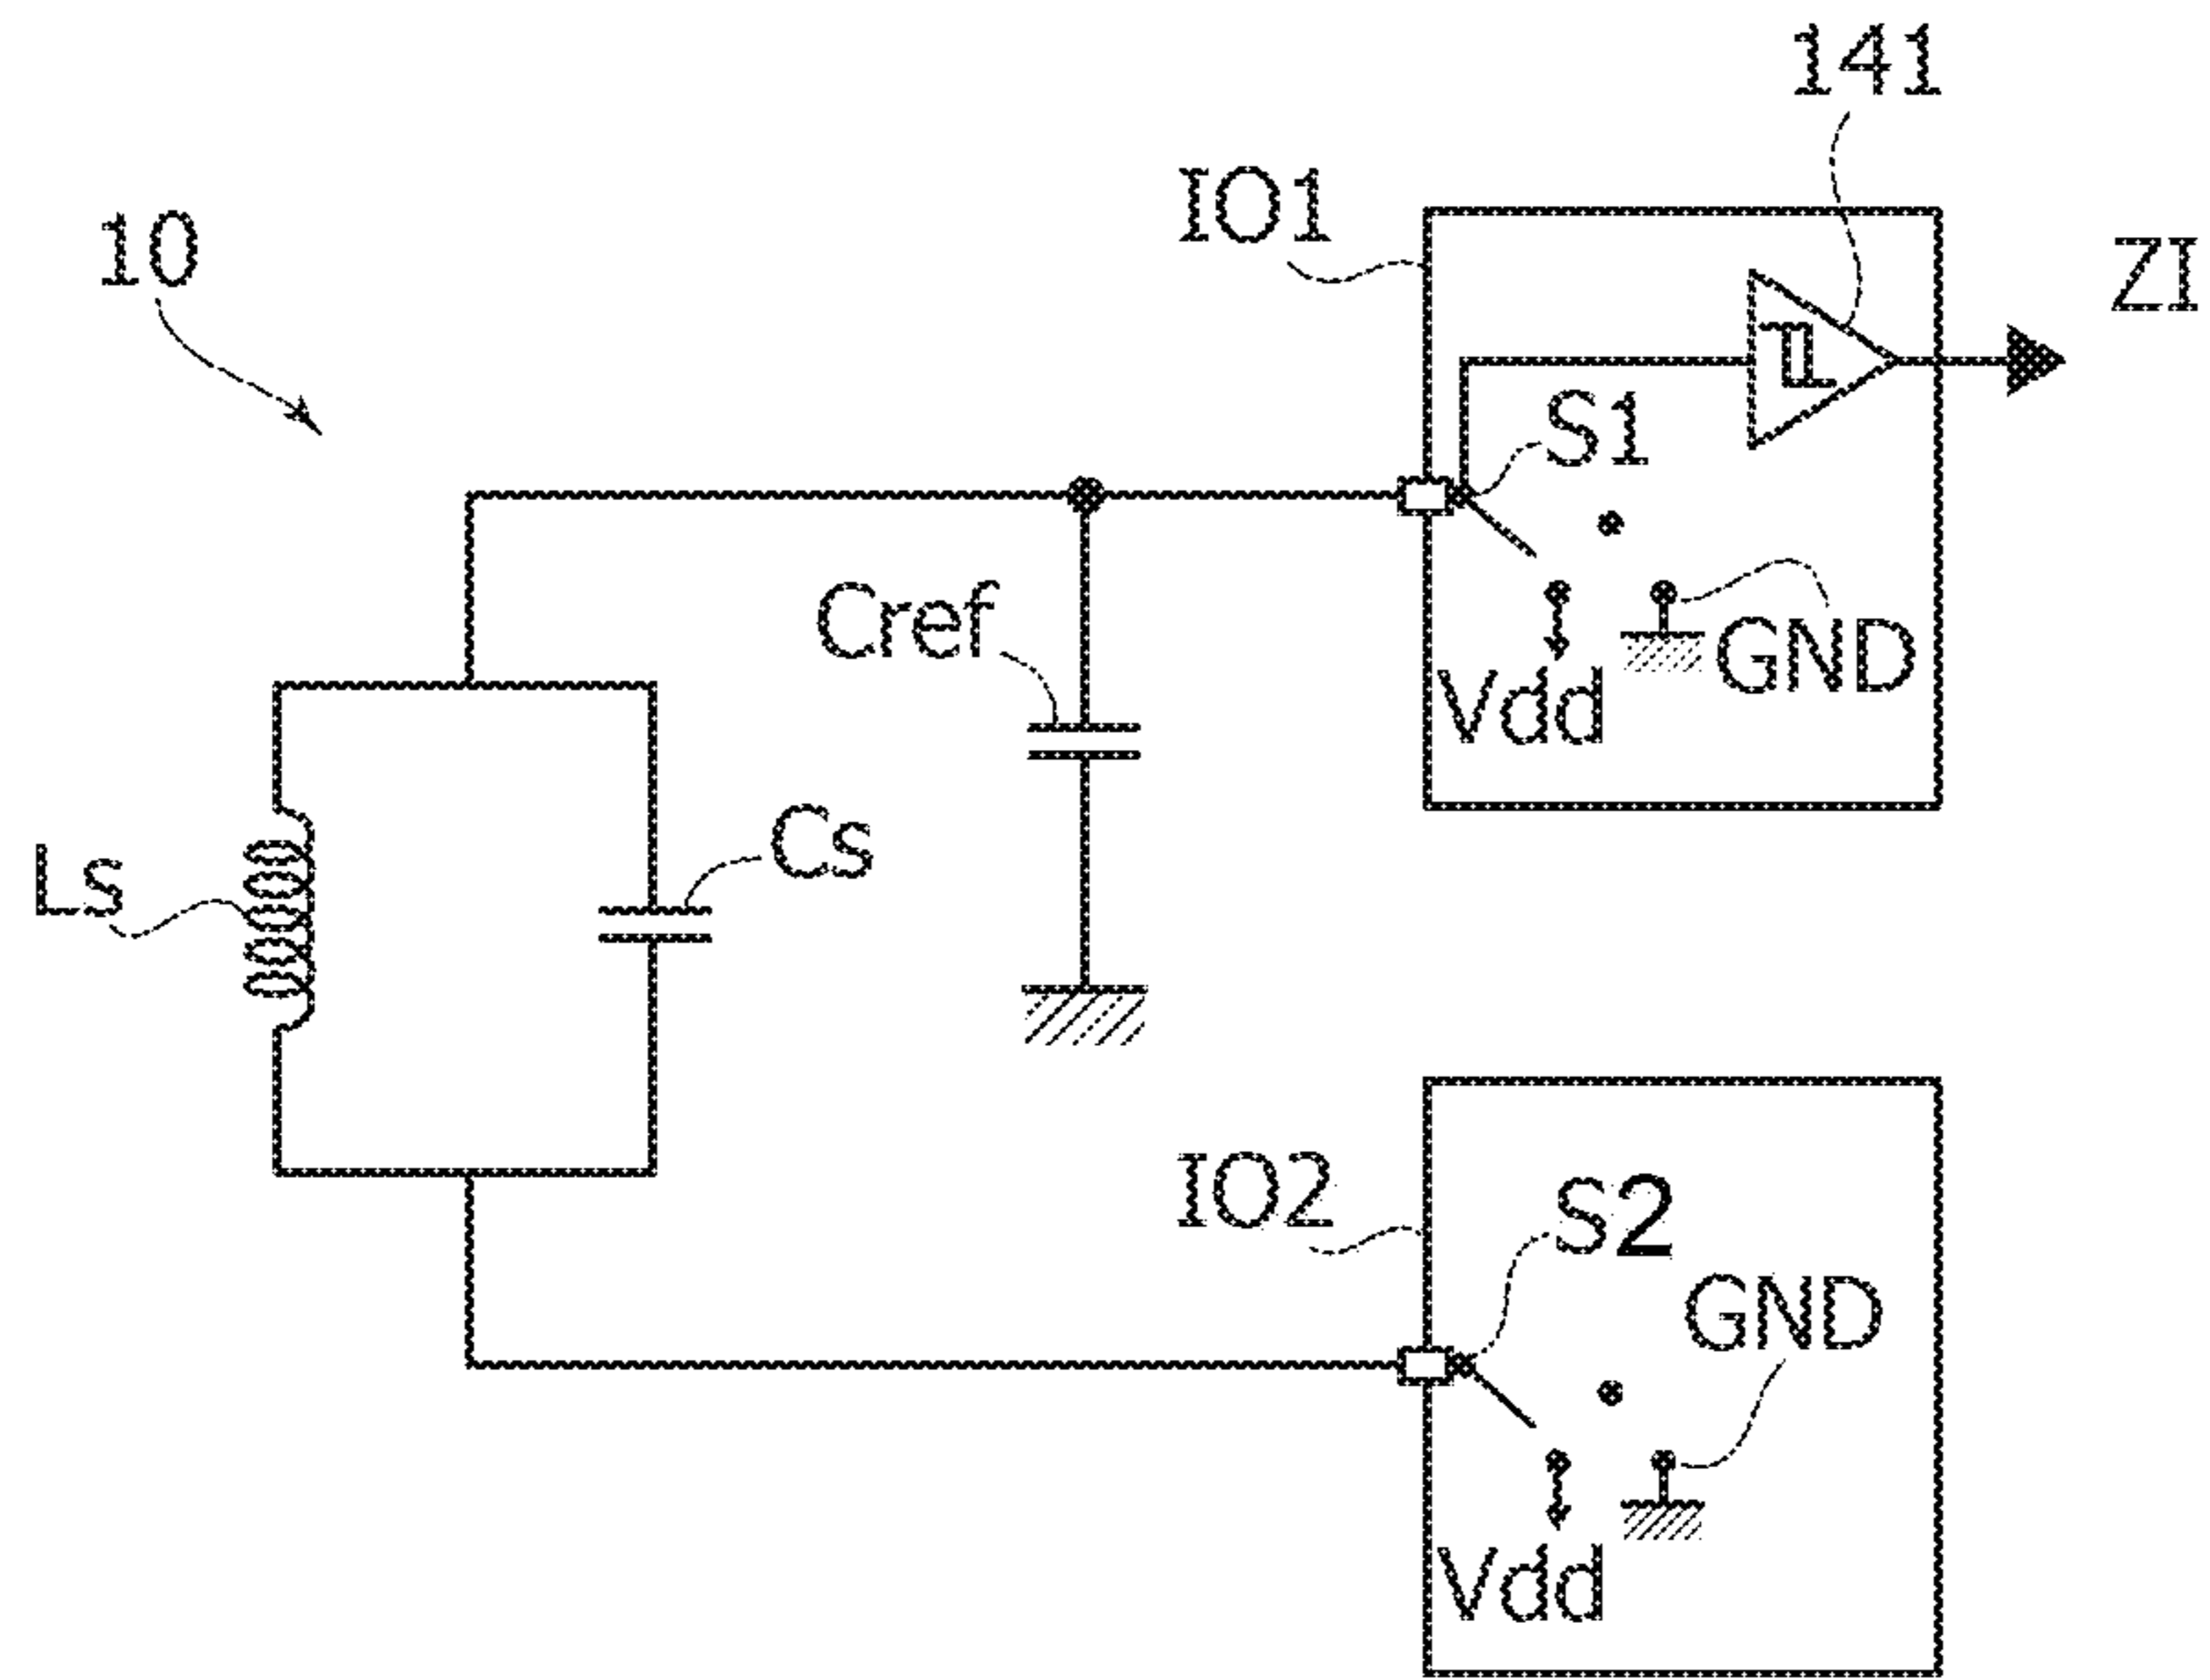 141
IO1
10
ZI
S1
Cref
GND
Vdd
Cs
Ls
IO2
S2
GND
Vdd